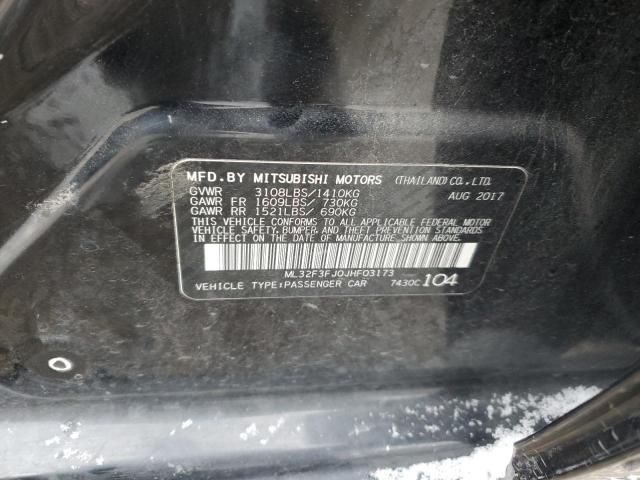 MFD. BY MITSUBISHI MOTORS (THAILAND) CO., LTD.
GVWR 3108LBS/1410KG AUG 2017
GAWR FR 1609LBS/ 730KG
GAWR RR 1521LBS/ 690KG
THIS VEHICLE CONFORMS TO ALL APPLICABLE FEDERAL MOTOR
VEHICLE SAFETY, BUMPER, AND THEFT PREVENTION STANDARDS
IN EFFECT ON THE DATE OF MANUFACTURE SHOWN ABOVE.
ML32F3FJ0JHF03173
VEHICLE TYPE:PASSENGER CAR 7430C 104